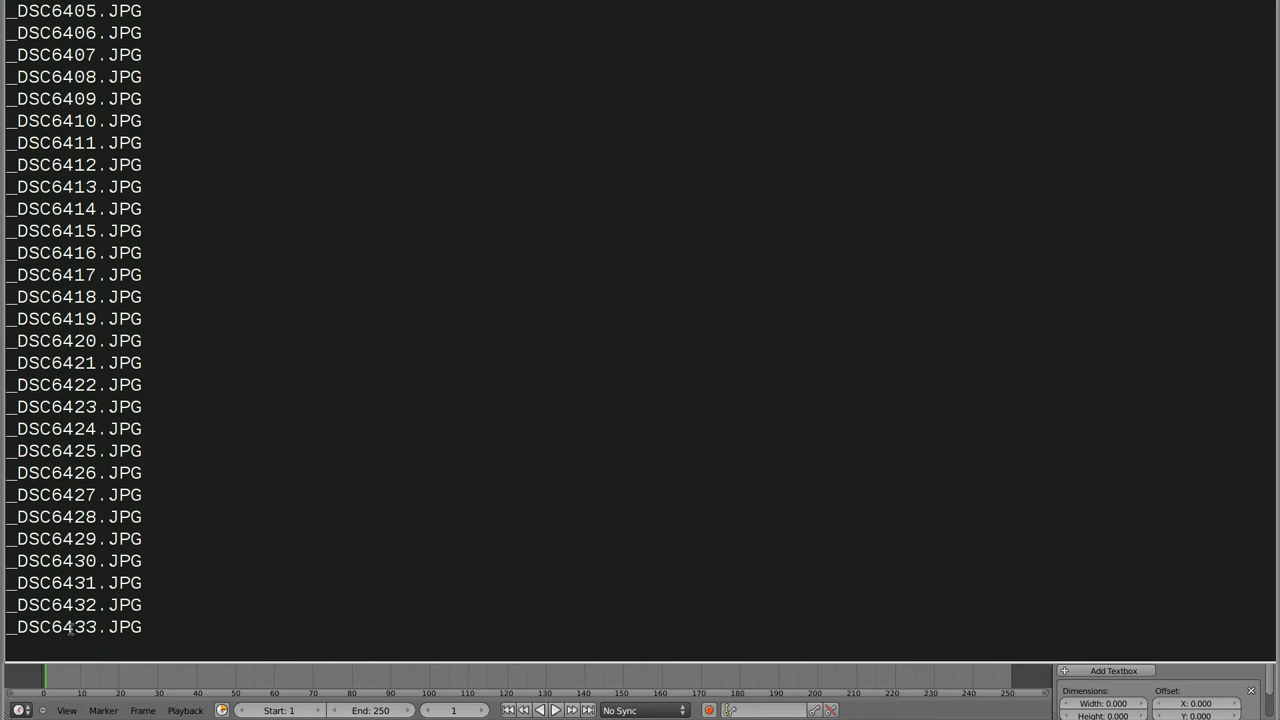 _DSC6405.JPG
_DSC6406.JPG
_DSC6407.JPG
_DSC6408.JPG
_DSC6409.JPG
_DSC6410.JPG
_DSC6411.JPG
_DSC6412.JPG
_DSC6413.JPG
_DSC6414.JPG
_DSC6415.JPG
_DSC6416.JPG
_DSC6417.JPG
_DSC6418.JPG
_DSC6419.JPG
_DSC6420.JPG
_DSC6421.JPG
_DSC6422.JPG
_DSC6423.JPG
_DSC6424.JPG
_DSC6425.JPG
_DSC6426.JPG
_DSC6427.JPG
_DSC6428.JPG
_DSC6429.JPG
_DSC6430.JPG
_DSC6431.JPG
_DSC6432.JPG
_DSC6433.JPG
Add Textbox
0 10 20 30 40 50 60 70 80 90 100 110 120 130 140 150 160 170 180 190 200 210 220 230 240 250
Dimensions: Offset:
Width: 0.000 X: 0.000
View Marker Frame Playback Start: 1 End: 250 1 No Sync
Height: 0.000 Y: 0.000